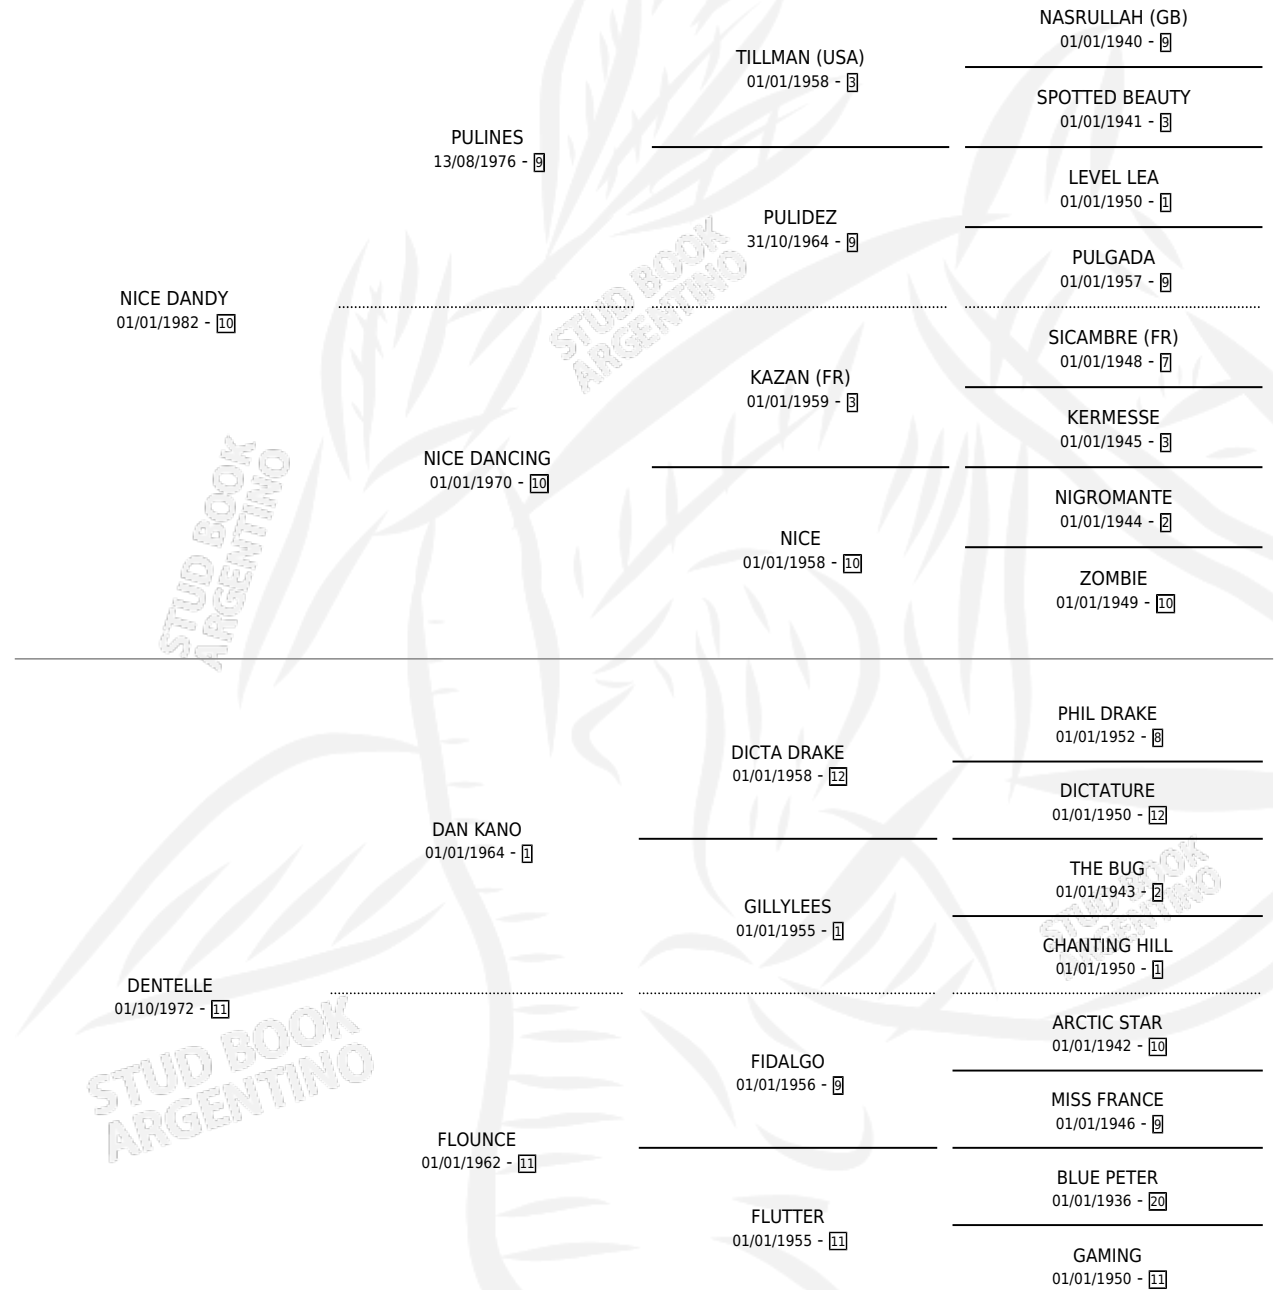 NASRULLAH (GB)
01/01/1940 - 9
TILLMAN (USA)
01/01/1958 - 3
SPOTTED BEAUTY
01/01/1941 - 3
PULINES
13/08/1976 - 9
LEVEL LEA
01/01/1950 - 1
PULIDEZ
31/10/1964 - 9
PULGADA
01/01/1957 - 9
NICE DANDY
01/01/1982 - 10
STUD BOOK
ARGENTINO
SICAMBRE (FR)
01/01/1948 - 7
KAZAN (FR)
01/01/1959 - 3
KERMESSE
01/01/1945 - 3
NICE DANCING
01/01/1970 - 10
NIGROMANTE
01/01/1944 - 2
NICE
01/01/1958 - 10
ZOMBIE
01/01/1949 - 10
STUD BOOK
ARGENTINO
PHIL DRAKE
01/01/1952 - 8
DICTA DRAKE
01/01/1958 - 12
DICTATURE
01/01/1950 - 12
DAN KANO
01/01/1964 - 1
THE BUG
01/01/1943 - 2
GILLYLEES
01/01/1955 - 1
STUD BOOK
ARGENTINO
CHANTING HILL
01/01/1950 - 1
DENTELLE
01/10/1972 - 11
ARCTIC STAR
01/01/1942 - 10
STUD BOOK
ARGENTINO
FIDALGO
01/01/1956 - 9
MISS FRANCE
01/01/1946 - 9
FLOUNCE
01/01/1962 - 11
BLUE PETER
01/01/1936 - 20
FLUTTER
01/01/1955 - 11
GAMING
01/01/1950 - 11